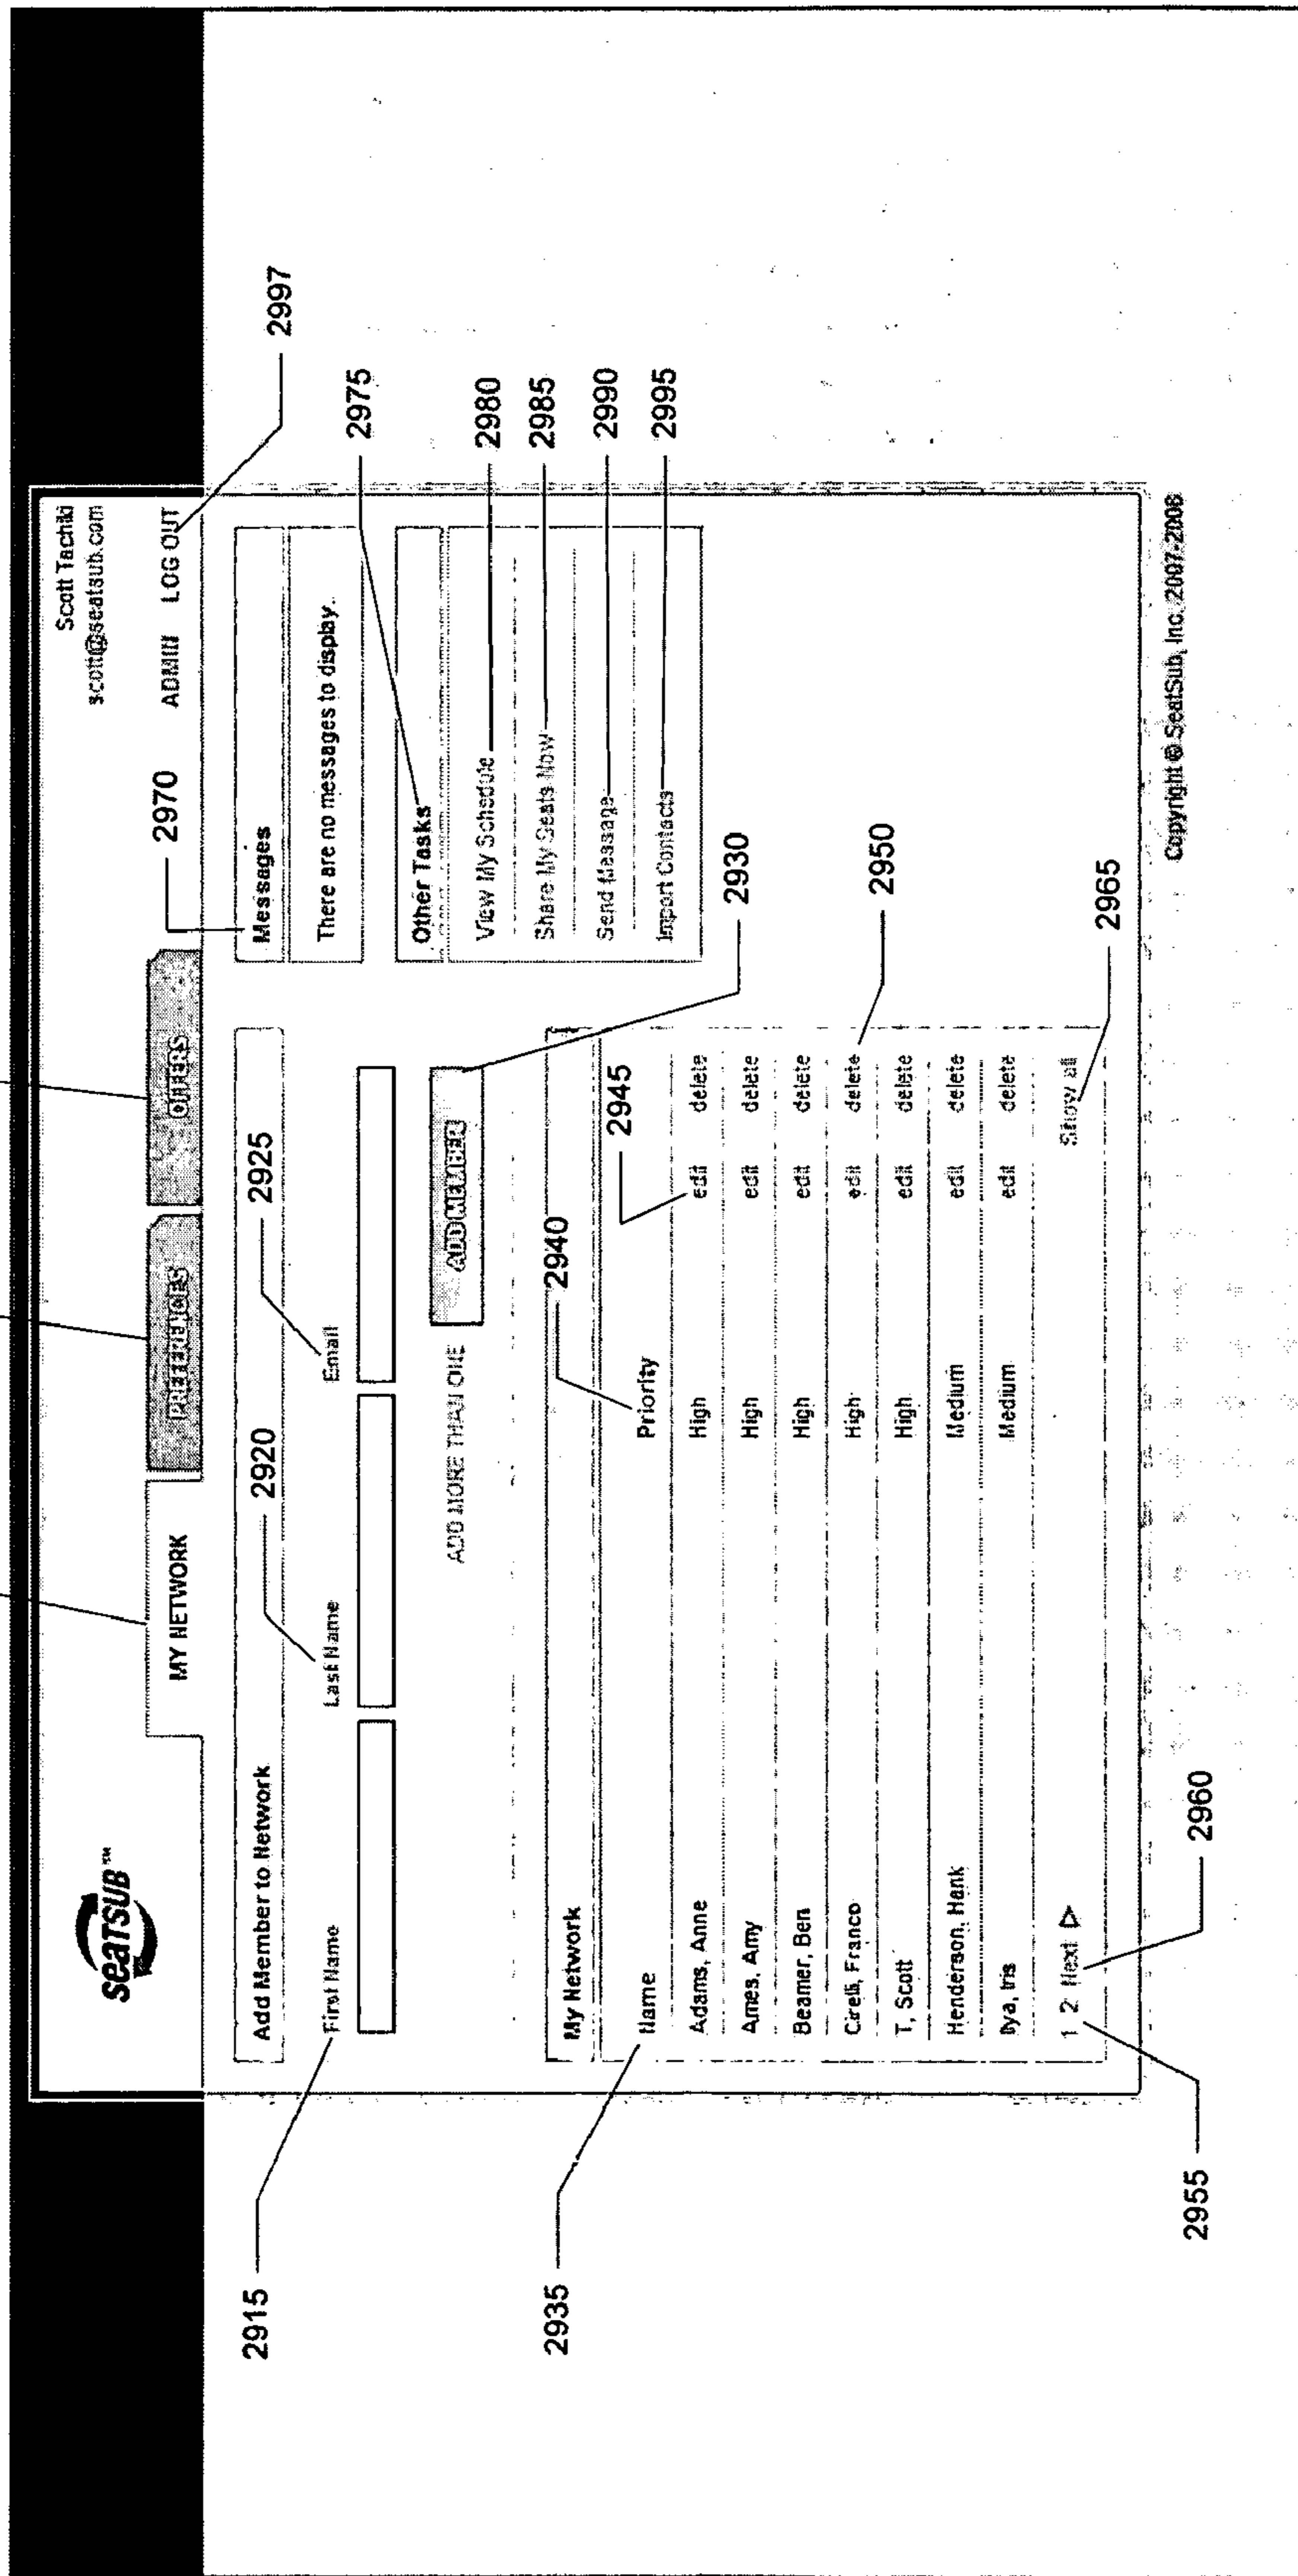 Scott Tachiki
scott@seatsub.com
seatsub™
MY NETWORK PREFERENCES OFFERS 2970 ADMIN LOG OUT
2997
2915
Add Member to Network 2920 2925
Messages
First Name Last Name Email
There are no messages to display.
2975
ADD MORE THAN ONE ADD MEMBER
Other Tasks
View My Schedule 2980
Share My Seats Now 2985
Send Message 2990
Import Contacts 2995
2930
2935
My Network 2940 2945
Name Priority
Adams, Anne High edit delete
Ames, Amy High edit delete
Beamer, Ben High edit delete
Cirelli, Franco High edit delete 2950
T, Scott High edit delete
Henderson, Hank Medium edit delete
Ilya, Iris Medium edit delete
1 2 Next Show all
2965
2955 2960
Copyright © SeatSub, Inc. 2007-2008